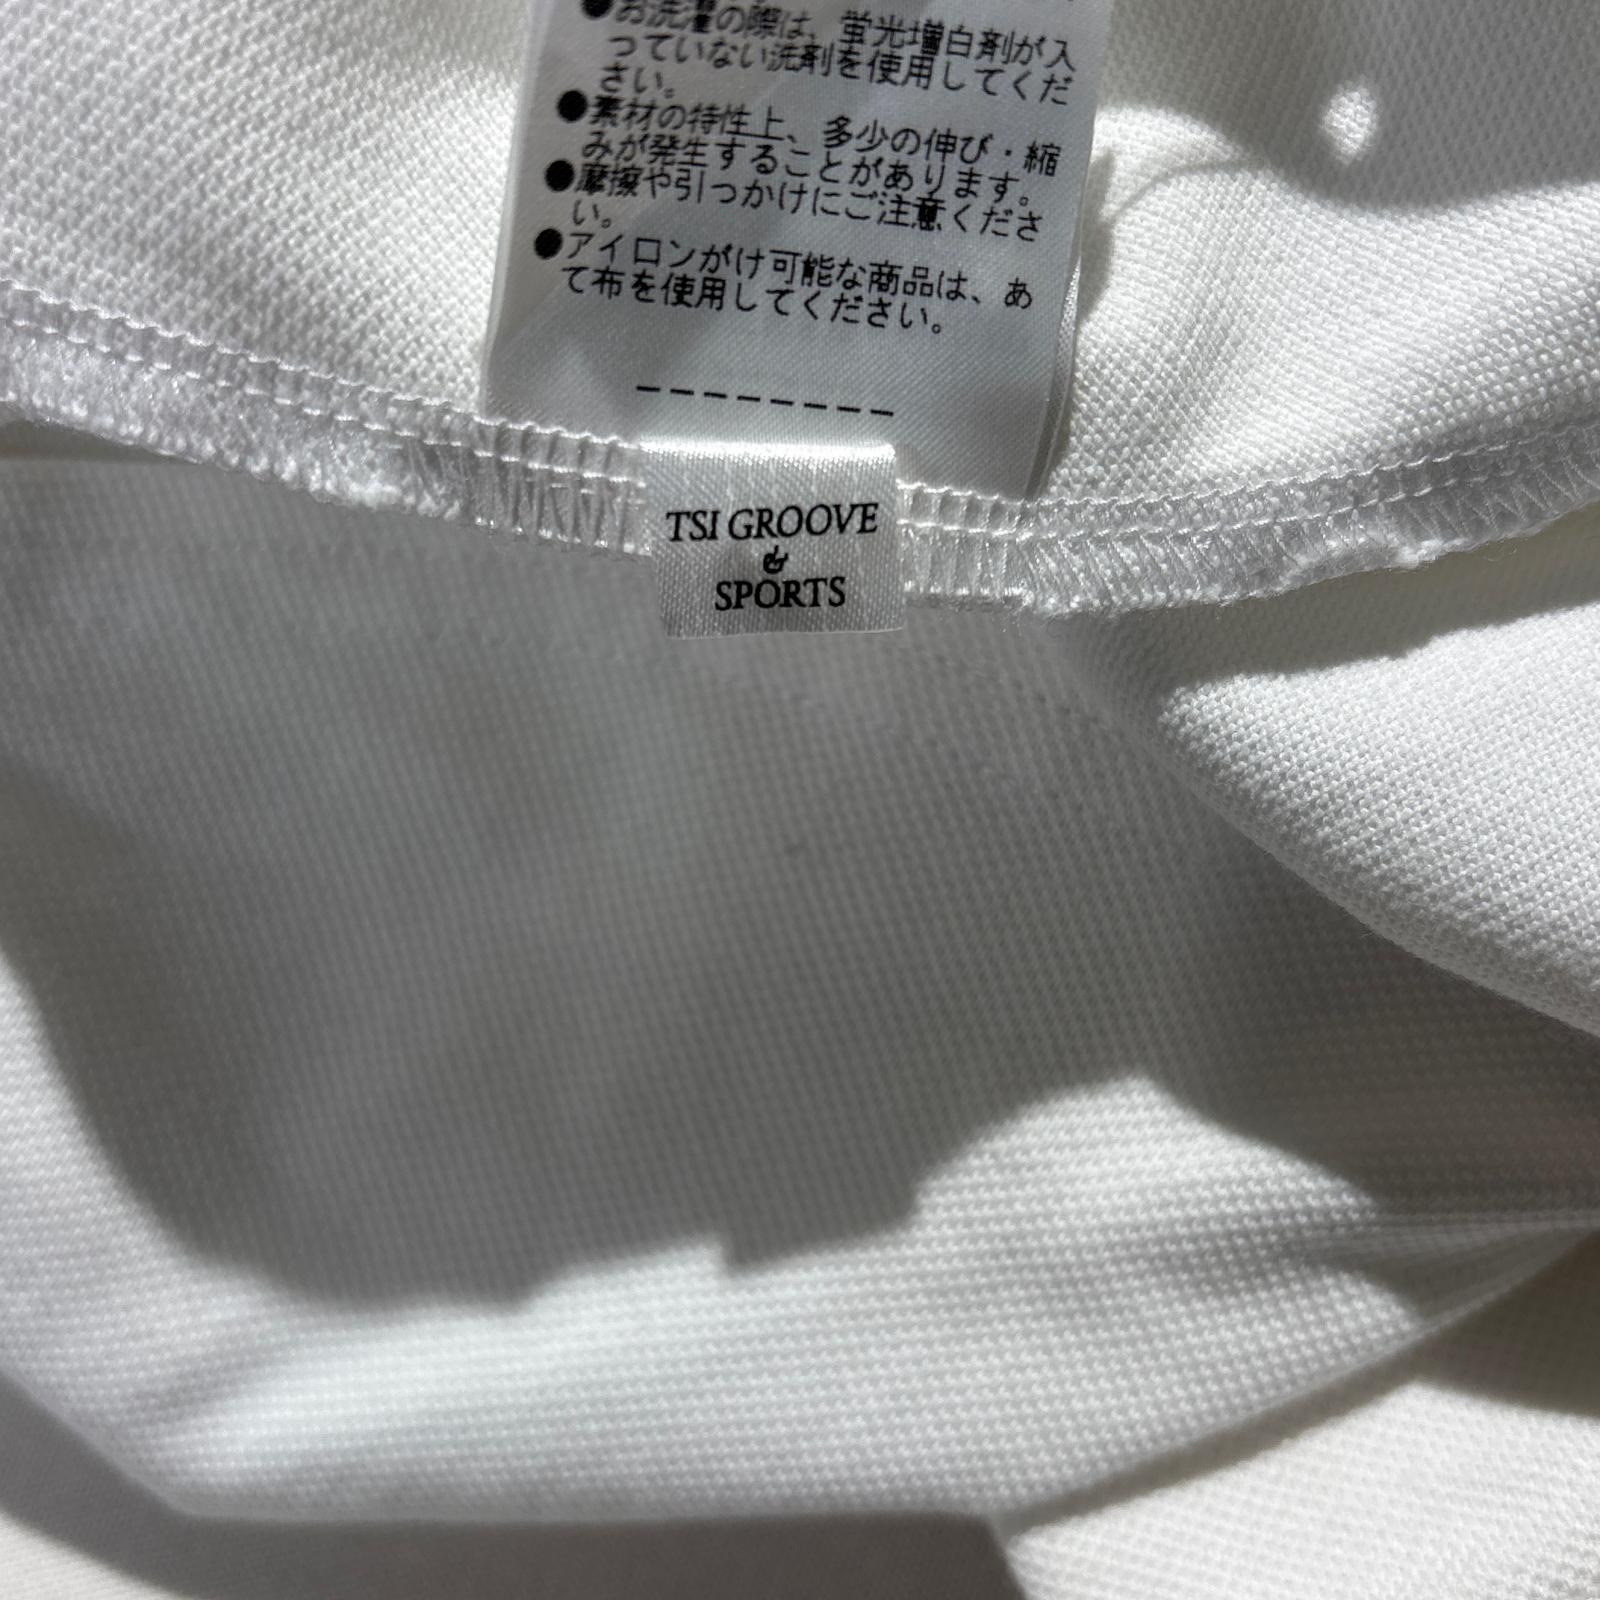 ●お洗濯の際は、蛍光増白剤が入
っていない洗剤を使用してくだ
さい。
●素材の特性上、多少の伸び・縮
みが発生することがあります。
●摩擦や引っかけにご注意くださ
い。
●アイロンがけ可能な商品は、あ
て布を使用してください。
--------
TSI GROOVE
&
SPORTS